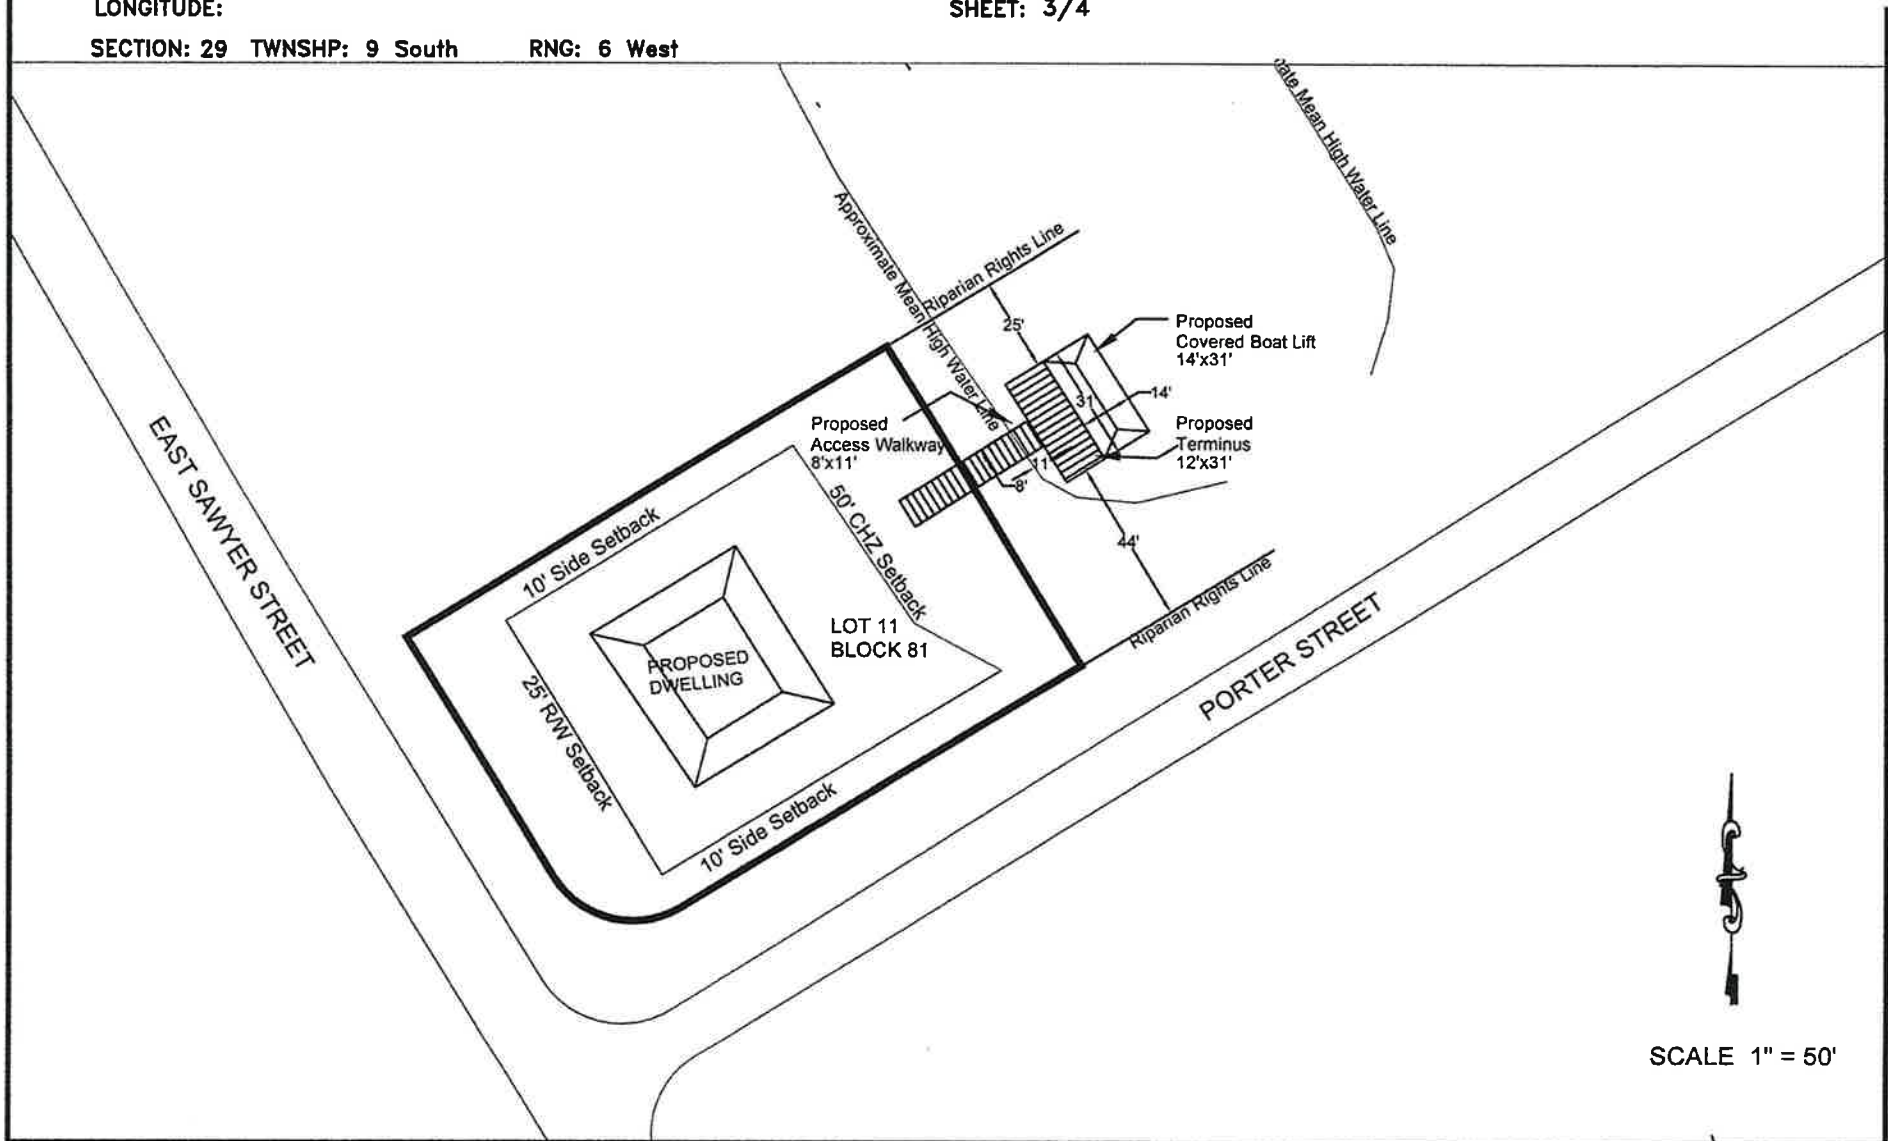 LONGITUDE:
SHEET: 3/4
SECTION: 29 TWNSHP: 9 South RNG: 6 West
Mean High Water Line
Approximate Mean High Water Line
Riparian Rights Line
25'
Proposed
Covered Boat Lift
14'x31'
31
14'
Proposed
Access Walkway
8'x11'
Proposed
Terminus
12'x31'
11'
8'
44'
EAST SAWYER STREET
10' Side Setback
50' CHZ Setback
LOT 11
BLOCK 81
PROPOSED
DWELLING
25' R/W Setback
10' Side Setback
Riparian Rights Line
PORTER STREET
SCALE 1" = 50'